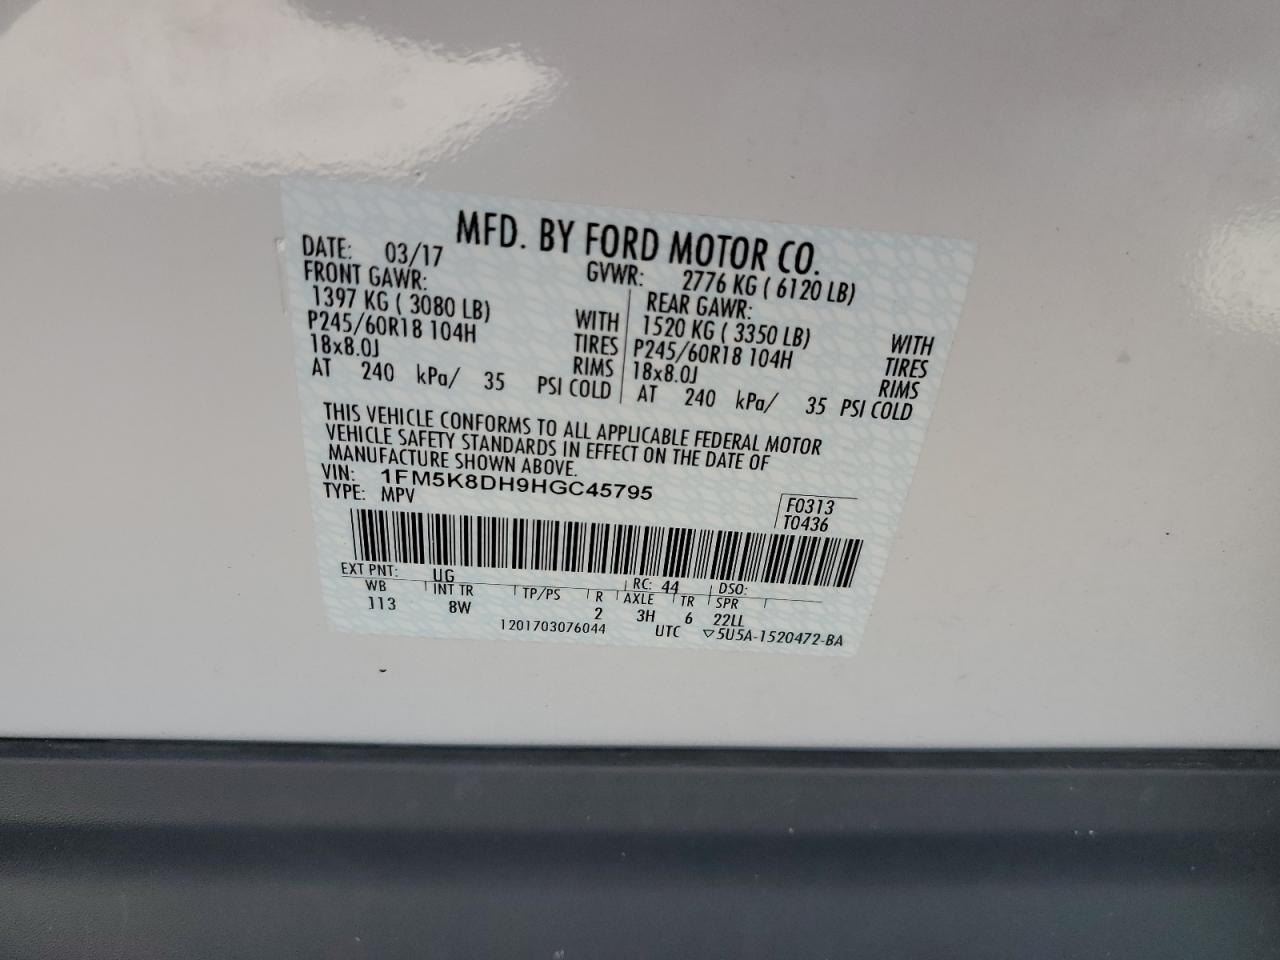 MFD. BY FORD MOTOR CO.
DATE: 03/17 GVWR: 2776 KG ( 6120 LB)
FRONT GAWR: REAR GAWR:
1397 KG ( 3080 LB) WITH 1520 KG ( 3350 LB) WITH
P245/60R18 104H TIRES P245/60R18 104H TIRES
18x8.0J RIMS 18x8.0J RIMS
AT 240 kPa/ 35 PSI COLD AT 240 kPa/ 35 PSI COLD
THIS VEHICLE CONFORMS TO ALL APPLICABLE FEDERAL MOTOR
VEHICLE SAFETY STANDARDS IN EFFECT ON THE DATE OF
MANUFACTURE SHOWN ABOVE.
VIN: 1FM5K8DH9HGC45795
TYPE: MPV
F0313
T0436
EXT PNT: UG RC: 44 DSO:
WB INT TR TP/PS R AXLE TR SPR
113 8W 2 3H 6 22LL
1201703076044 UTC ▽5U5A-1520472-BA